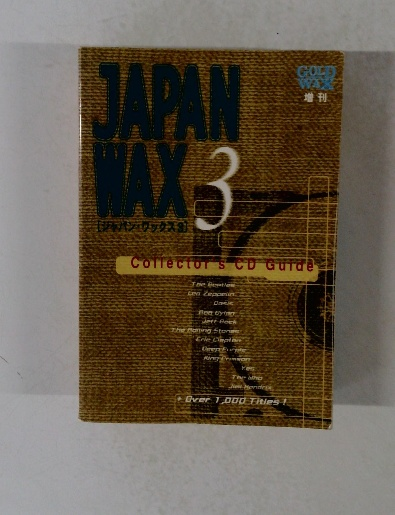 JAPAN
WAX 3
[ジャパン・ワックス3]
GOLD
WAX
増刊
Collector's CD Guide
The Beatles
Led Zeppelin
Oasis
Bob Dylan
Jeff Beck
The Rolling Stones
Eric Clapton
Deep Purple
King Crimson
Yes
The Who
Jimi Hendrix
+ Over 1,000 Titles !